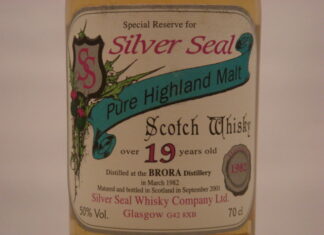 Special Reserve for
Silver Seal
SS
Pure Highland Malt
Scotch Whisky
over 19 years old
Distilled at the BRORA Distillery
in March 1982
Matured and bottled in Scotland in September 2001
1982
Silver Seal Whisky Company Ltd.
50% Vol. Glasgow G42 8XB 70 cl